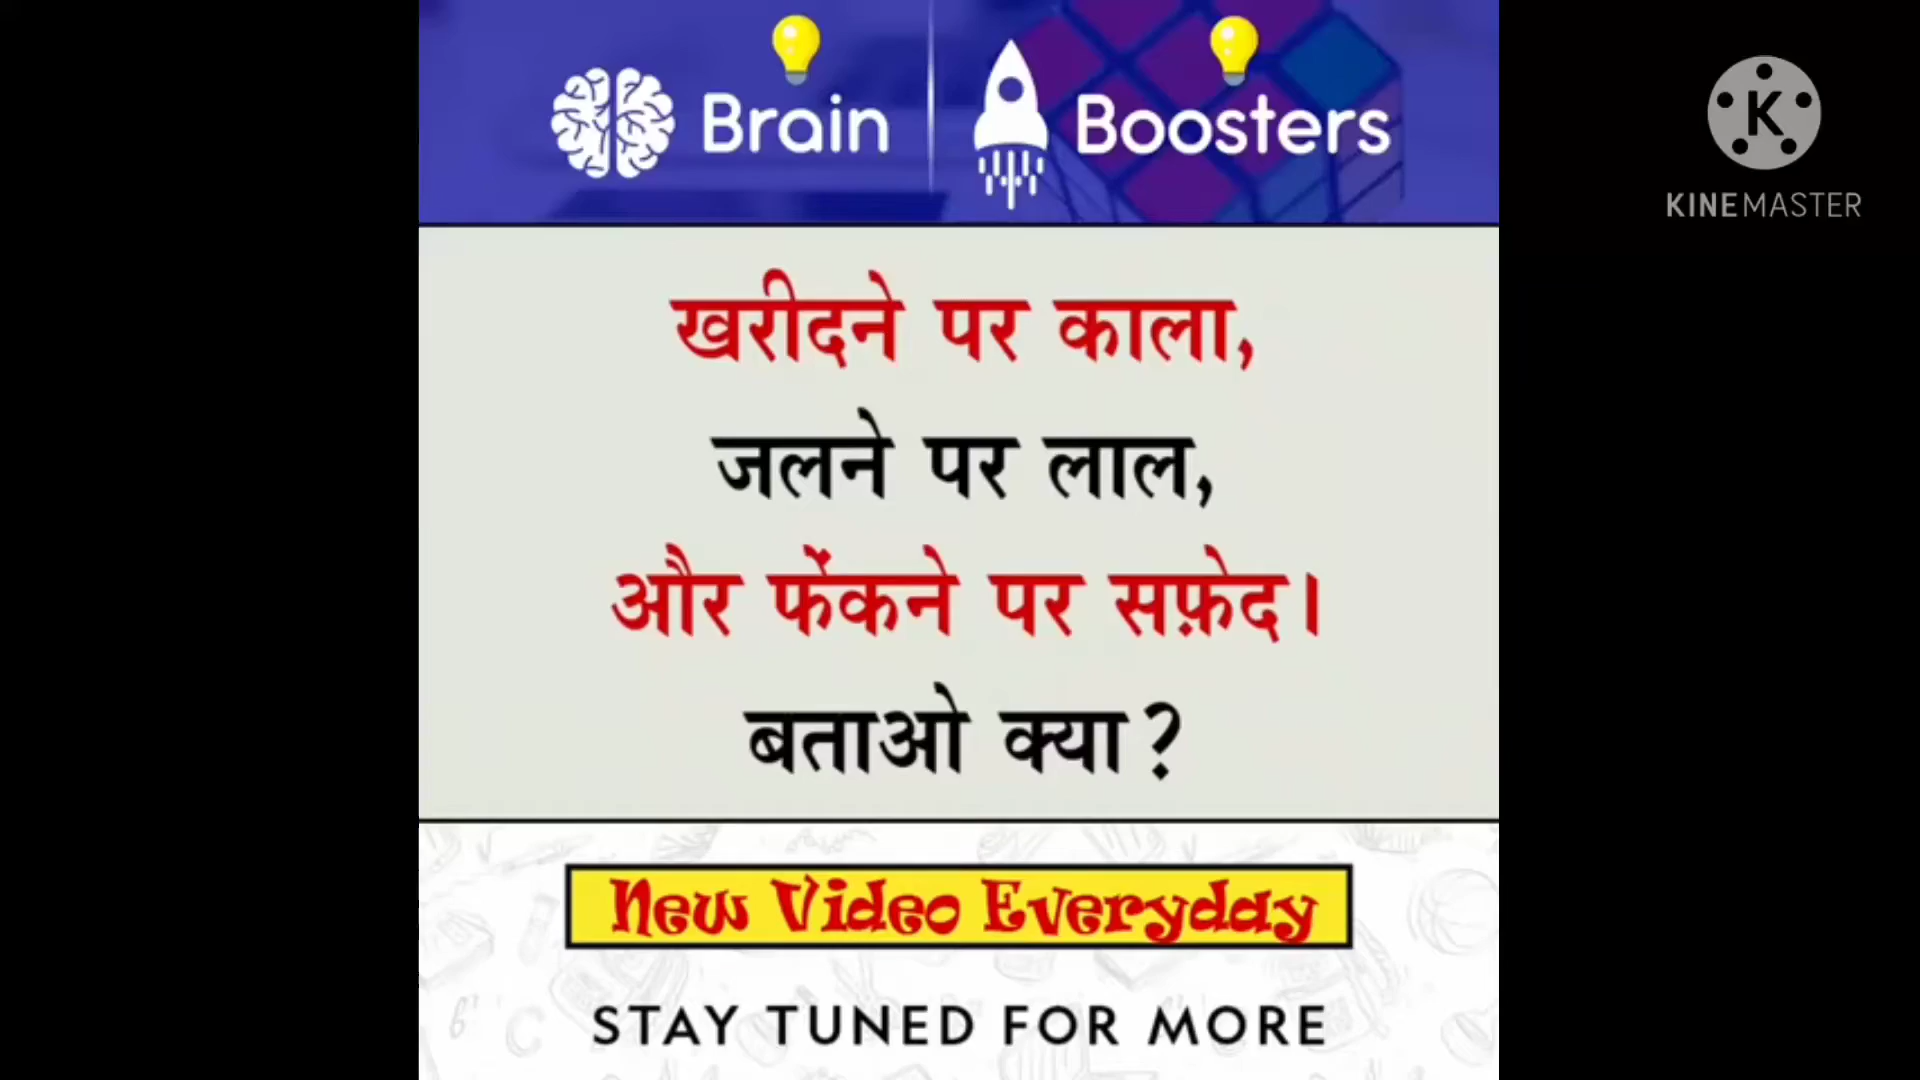 Brain Boosters
KINEMASTER
खरीदने पर काला,
जलने पर लाल,
और फेंकने पर सफ़ेद।
बताओ क्या?
New Video Everyday
STAY TUNED FOR MORE